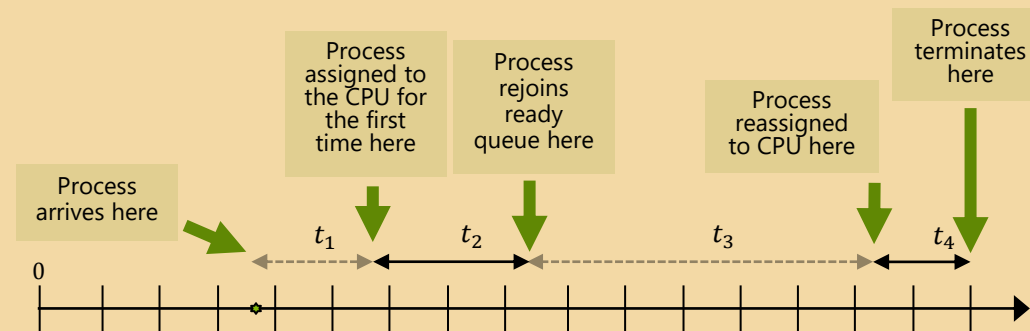 Process
arrives here
Process
assigned to
the CPU for
the first
time here
Process
rejoins
ready
queue here
Process
reassigned
to CPU here
Process
terminates
here
t₁
t₂
t₃
t₄
0